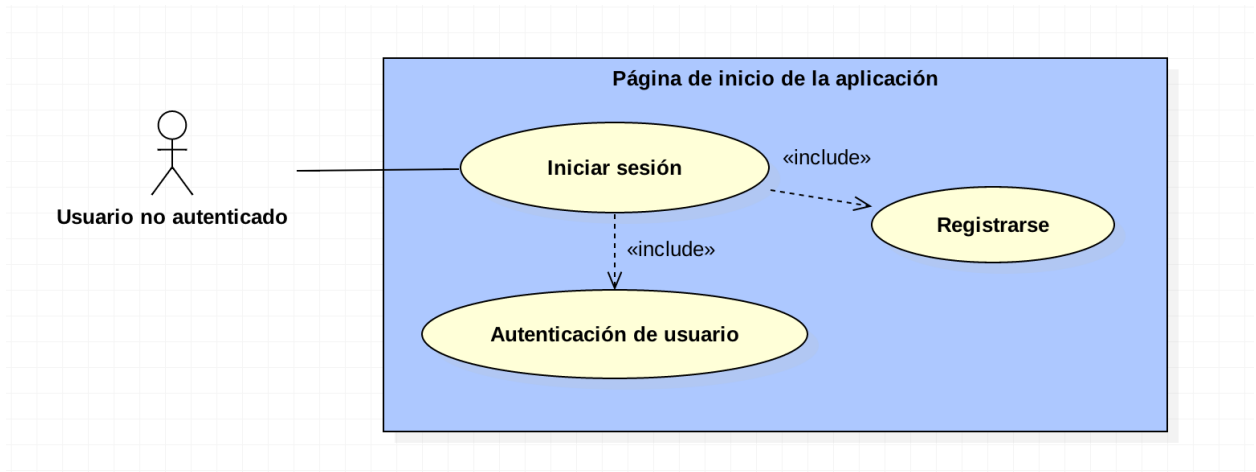 Página de inicio de la aplicación
Iniciar sesión
«include»
Registrarse
Usuario no autenticado
«include»
Autenticación de usuario